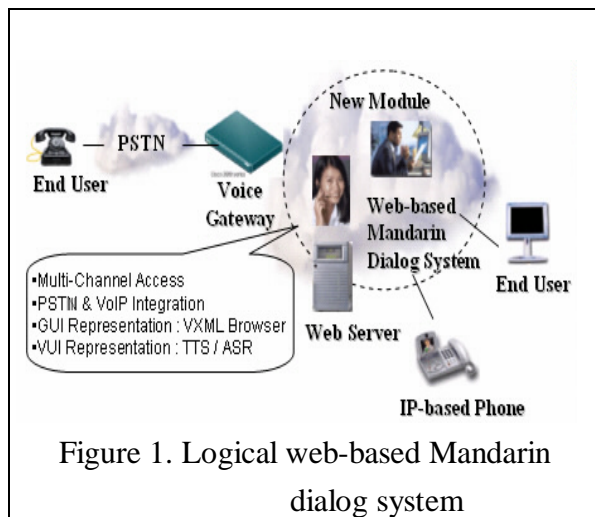 New Module
PSTN
End User
Voice
Gateway
Web-based
Mandarin
Dialog System
End User
▪Multi-Channel Access
▪PSTN & VoIP Integration
▪GUI Representation : VXML Browser
▪VUI Representation : TTS / ASR
Web Server
IP-based Phone
Figure 1. Logical web-based Mandarin
dialog system